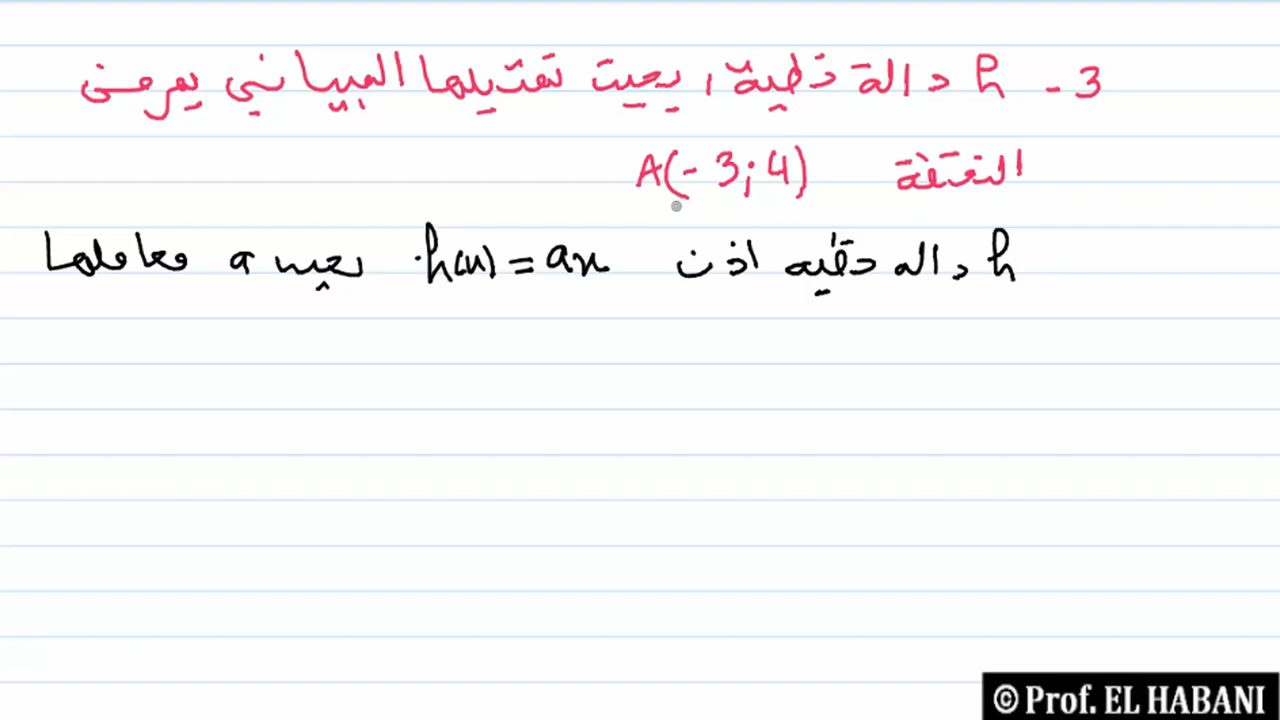 3 - h دالة خطية، بحيث تمثيلها البياني يمر من
النقطة A(-3;4)
h دالة خطية اذن h(x) = ax بحيث a معاملها
© Prof. EL HABANI